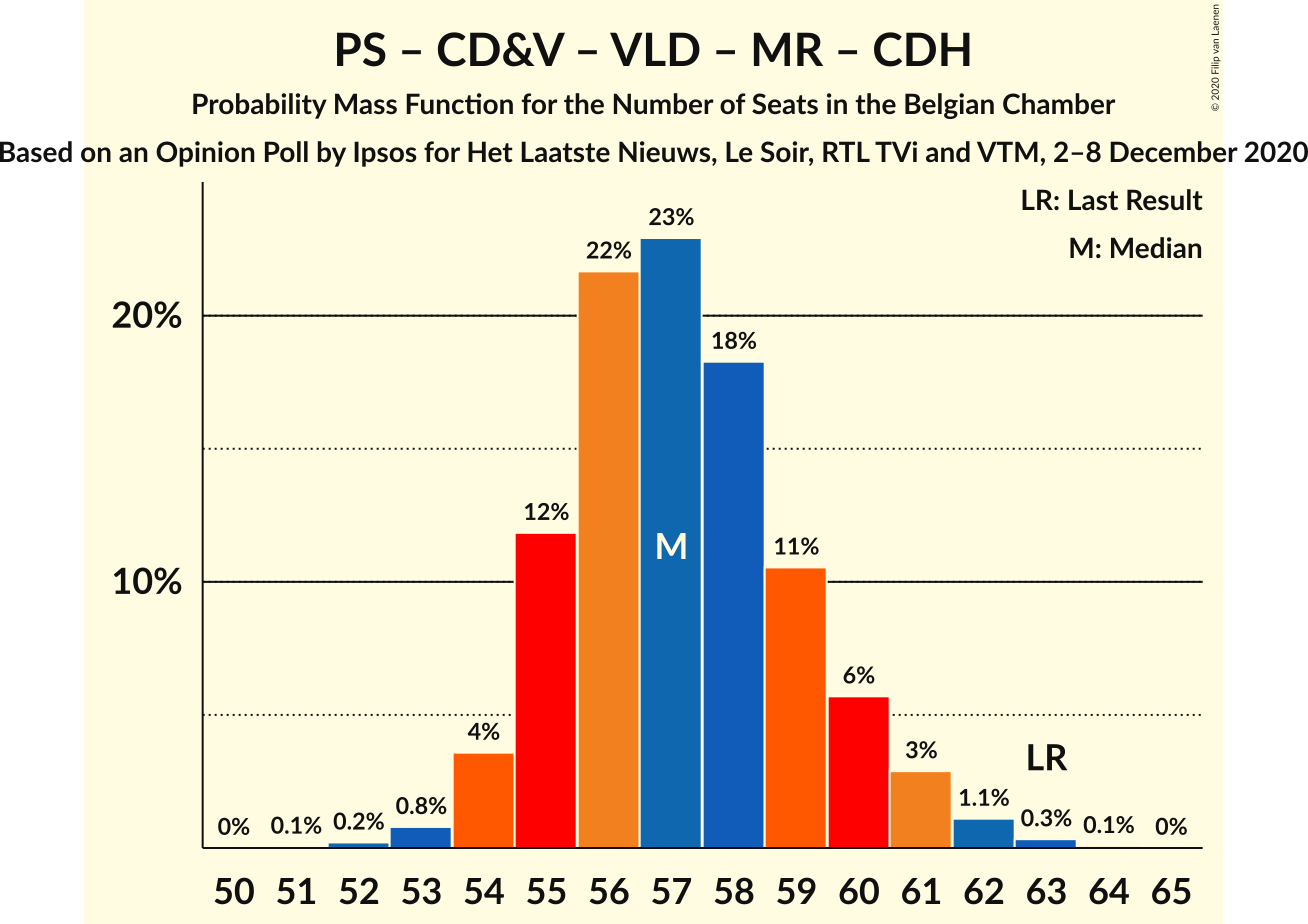 PS – CD&V – VLD – MR – CDH
Probability Mass Function for the Number of Seats in the Belgian Chamber
Based on an Opinion Poll by Ipsos for Het Laatste Nieuws, Le Soir, RTL TVi and VTM, 2–8 December 2020
© 2020 Filip van Laenen
LR: Last Result
M: Median
20%
10%
0% 0.1% 0.2% 0.8% 4% 12% 22% 23% 18% 11% 6% 3% 1.1% 0.3% 0.1% 0%
M
LR
50 51 52 53 54 55 56 57 58 59 60 61 62 63 64 65